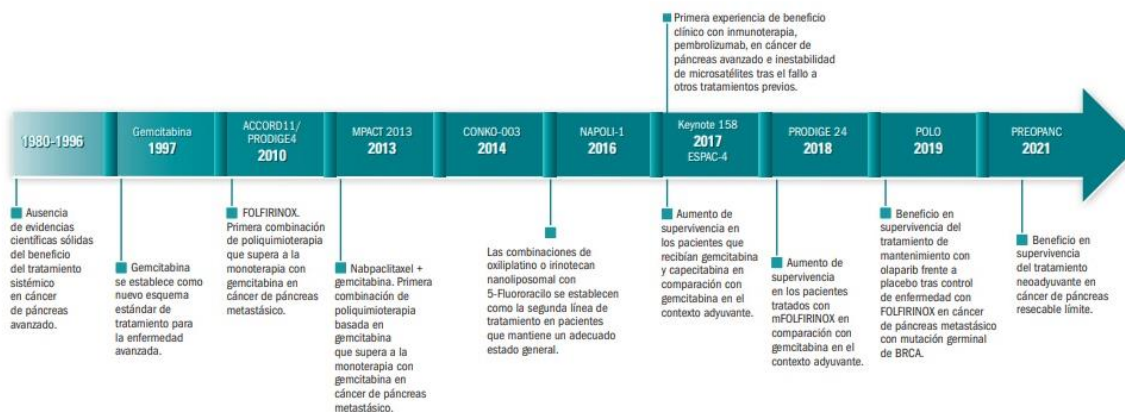 Primera experiencia de beneficio
clínico con inmunoterapia,
pembrolizumab, en cáncer de
páncreas avanzado e inestabilidad
de microsatélites tras el fallo a
otros tratamientos previos.
1980-1996
Gemcitabina
1997
ACCORD11/
PRODIGE4
2010
MPACT 2013
2013
CONKO-003
2014
NAPOLI-1
2016
Keynote 158
2017
ESPAC-4
PRODIGE 24
2018
POLO
2019
PREOPANC
2021
Ausencia
de evidencias
científicas sólidas
del beneficio
del tratamiento
sistémico
en cáncer
de páncreas
avanzado.
Gemcitabina
se establece como
nuevo esquema
estándar de
tratamiento para
la enfermedad
avanzada.
FOLFIRINOX.
Primera combinación
de poliquimioterapia
que supera a la
monoterapia con
gemcitabina en
cáncer de páncreas
metastásico.
Nabpaclitaxel +
gemcitabina. Primera
combinación de
poliquimioterapia
basada en
gemcitabina
que supera a la
monoterapia con
gemcitabina en
cáncer de páncreas
metastásico.
Las combinaciones de
oxiliplatino o irinotecan
nanoliposomal con
5-Fluororacilo se establecen
como la segunda línea de
tratamiento en pacientes
que mantiene un adecuado
estado general.
Aumento de
supervivencia en
los pacientes que
recibían gemcitabina
y capecitabina en
comparación con
gemcitabina en el
contexto adyuvante.
Aumento de
supervivencia
en los pacientes
tratados con
mFOLFIRINOX en
comparación con
gemcitabina en el
contexto adyuvante.
Beneficio en
supervivencia del
tratamiento de
mantenimiento con
olaparib frente a
placebo tras control
de enfermedad con
FOLFIRINOX en cáncer
de páncreas metastásico
con mutación germinal
de BRCA.
Beneficio en
supervivencia
del tratamiento
neoadyuvante en
cáncer de páncreas
resecable límite.